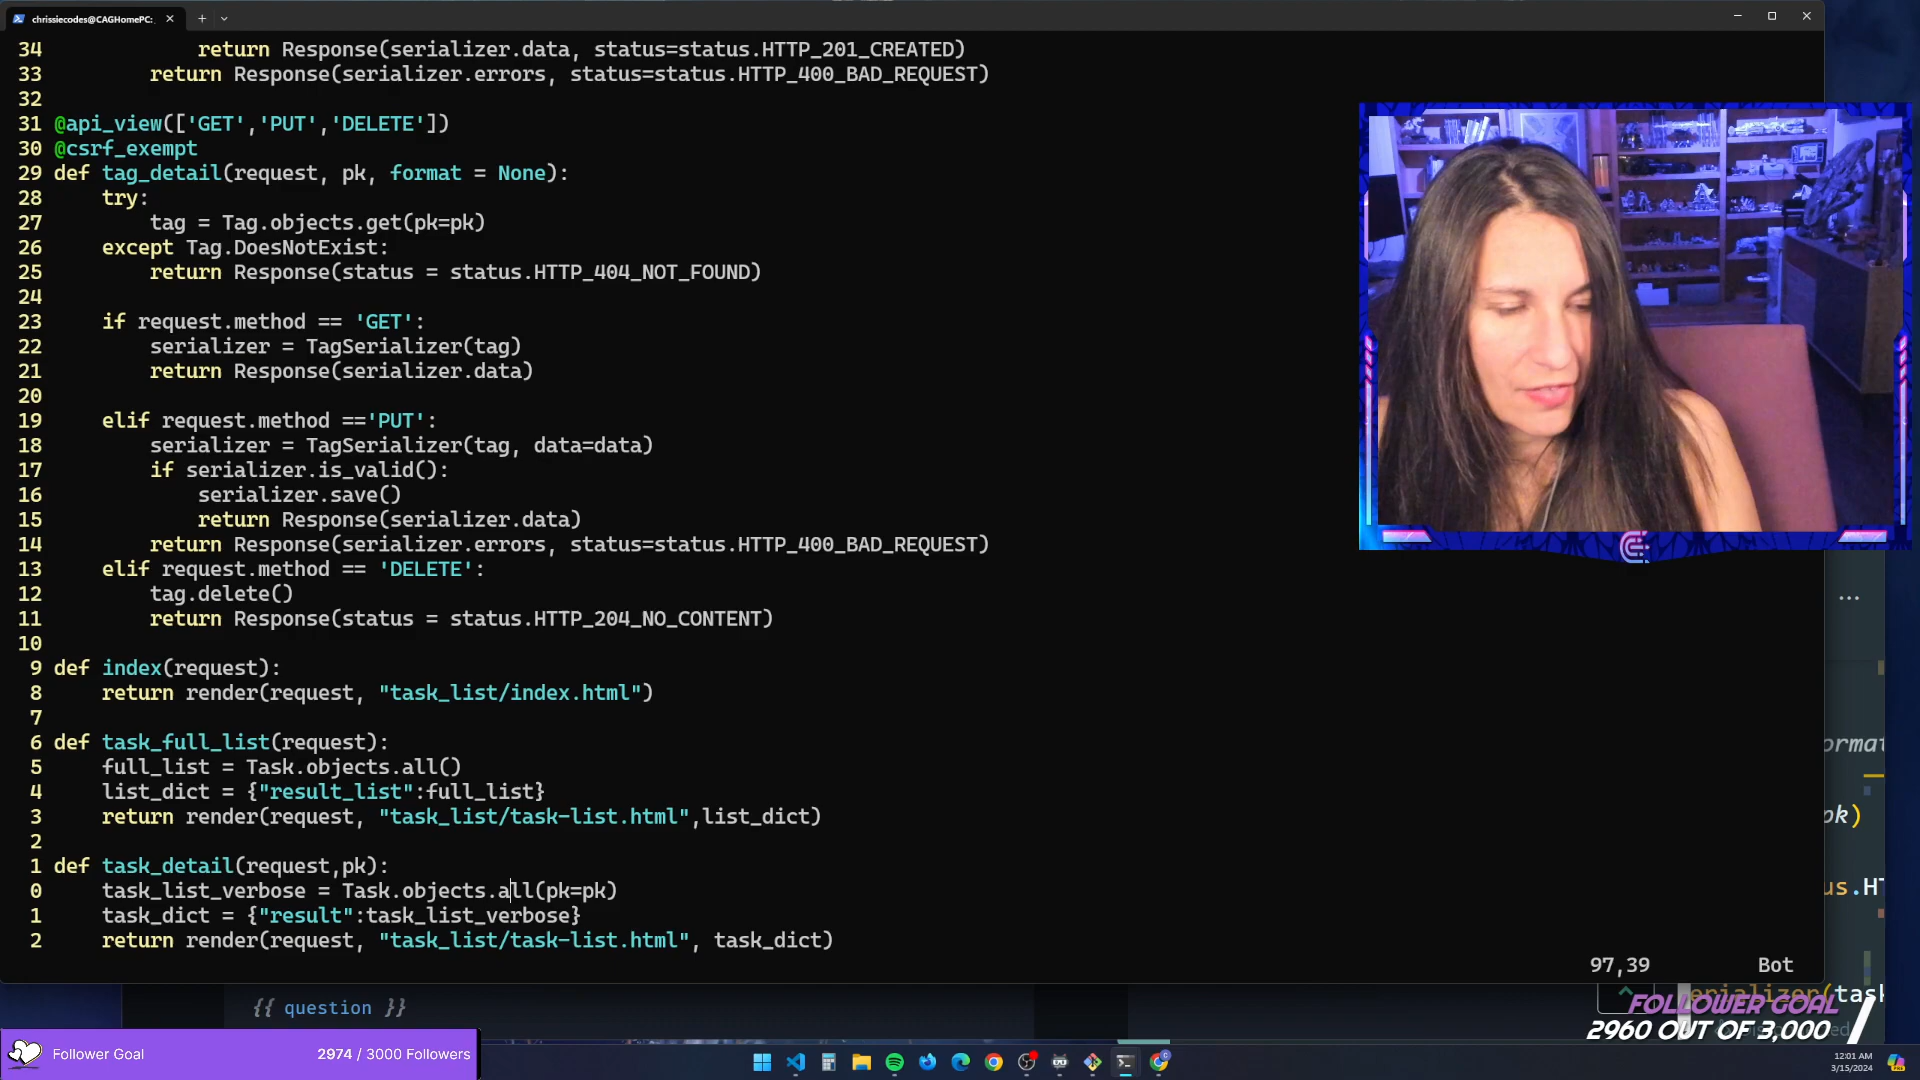 chrissiecodes@CAGHomePC:
34 return Response(serializer.data, status=status.HTTP_201_CREATED)
33 return Response(serializer.errors, status=status.HTTP_400_BAD_REQUEST)
32
31 @api_view(['GET','PUT','DELETE'])
30 @csrf_exempt
29 def tag_detail(request, pk, format = None):
28 try:
27 tag = Tag.objects.get(pk=pk)
26 except Tag.DoesNotExist:
25 return Response(status = status.HTTP_404_NOT_FOUND)
24
23 if request.method == 'GET':
22 serializer = TagSerializer(tag)
21 return Response(serializer.data)
20
19 elif request.method =='PUT':
18 serializer = TagSerializer(tag, data=data)
17 if serializer.is_valid():
16 serializer.save()
15 return Response(serializer.data)
14 return Response(serializer.errors, status=status.HTTP_400_BAD_REQUEST)
13 elif request.method == 'DELETE':
12 tag.delete()
11 return Response(status = status.HTTP_204_NO_CONTENT)
10
9 def index(request):
8 return render(request, "task_list/index.html")
7
6 def task_full_list(request):
5 full_list = Task.objects.all()
4 list_dict = {"result_list":full_list}
3 return render(request, "task_list/task-list.html",list_dict)
2
1 def task_detail(request,pk):
0 task_list_verbose = Task.objects.all(pk=pk)
1 task_dict = {"result":task_list_verbose}
2 return render(request, "task_list/task-list.html", task_dict)
97,39 Bot
pk)
us.HT
{{ question }}
FOLLOWER GOAL
2960 OUT OF 3,000
Follower Goal 2974 / 3000 Followers
12:01 AM
3/15/2024